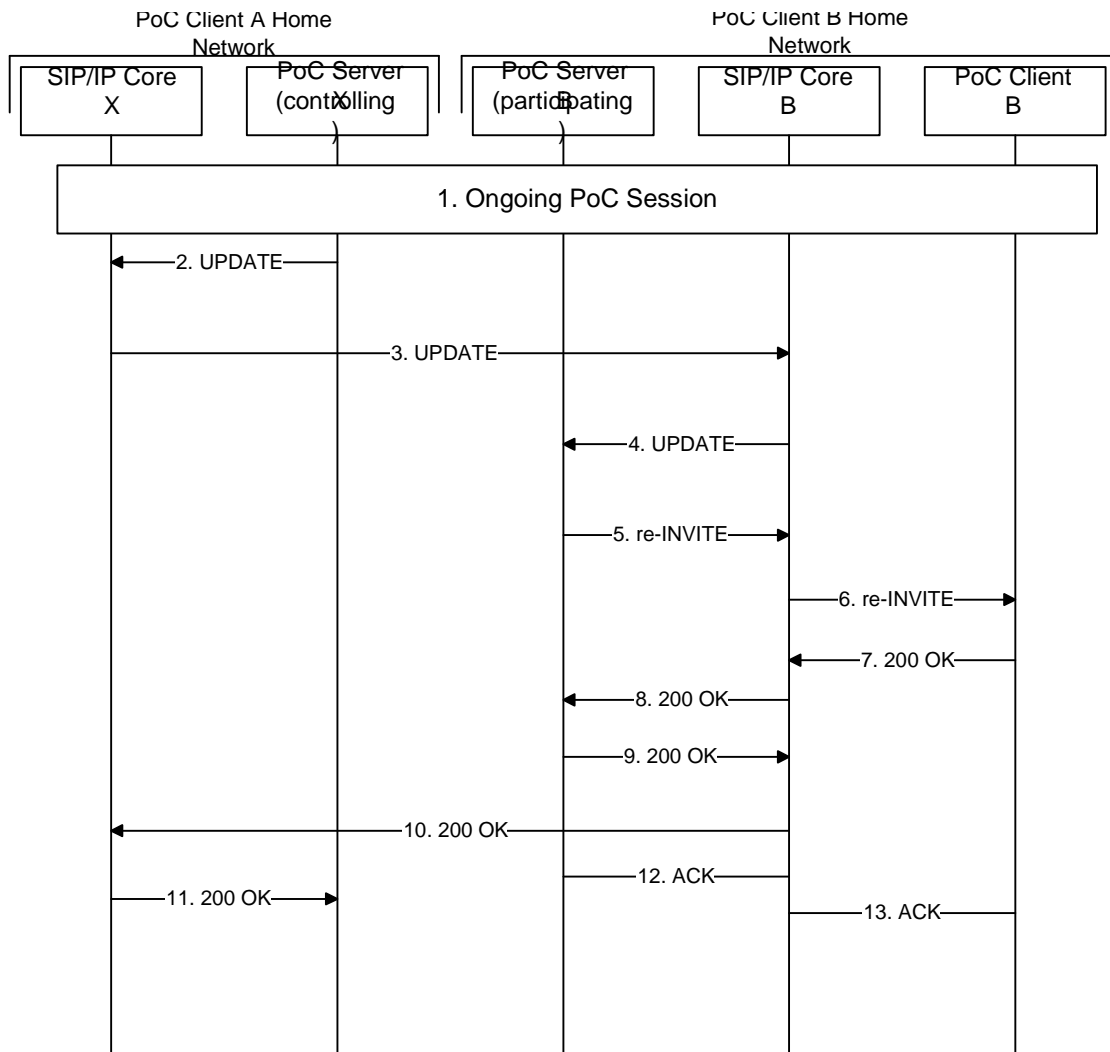 PoC Client A Home
Network
PoC Client B Home
Network
SIP/IP Core
X
PoC Server
X
(controlling
)
PoC Server
B
(participating
)
SIP/IP Core
B
PoC Client
B
1. Ongoing PoC Session
2. UPDATE
3. UPDATE
4. UPDATE
5. re-INVITE
6. re-INVITE
7. 200 OK
8. 200 OK
9. 200 OK
10. 200 OK
12. ACK
11. 200 OK
13. ACK